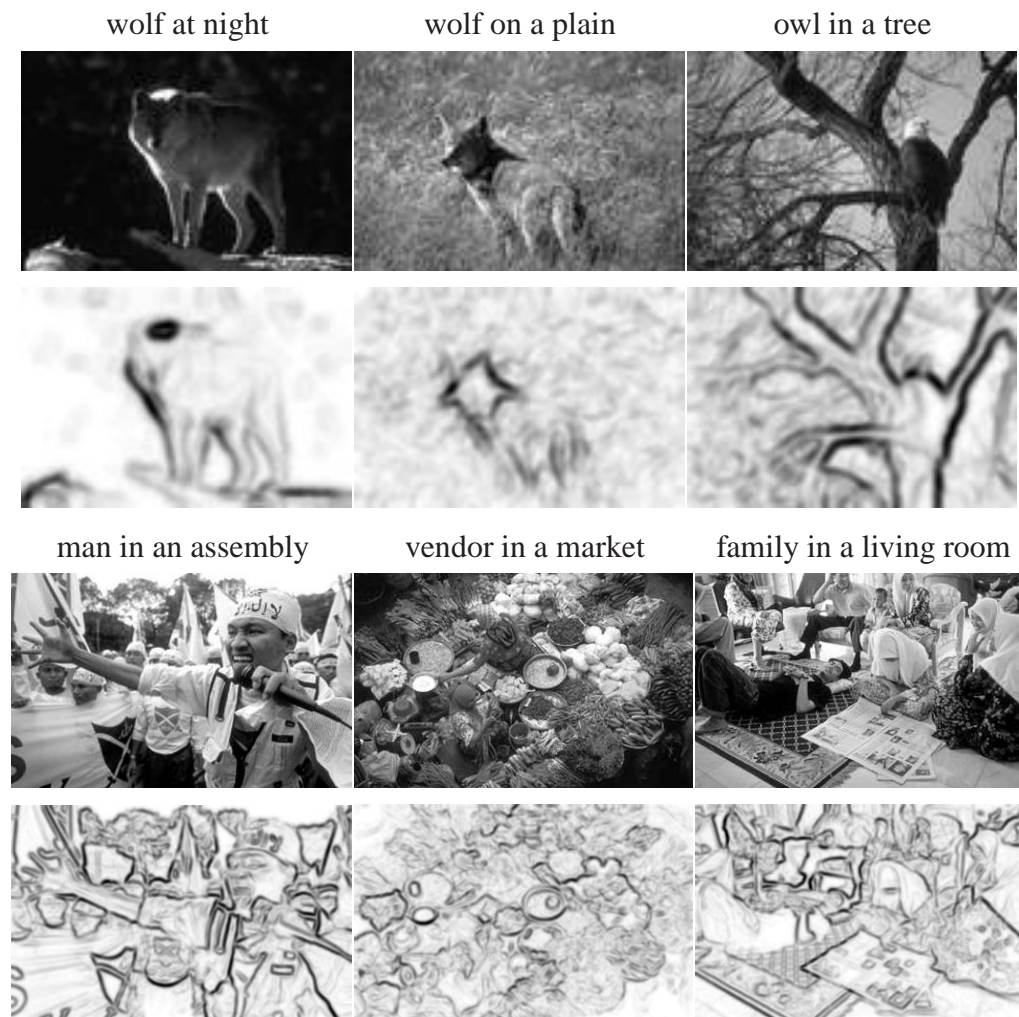 wolf at night
wolf on a plain
owl in a tree
man in an assembly
vendor in a market
family in a living room